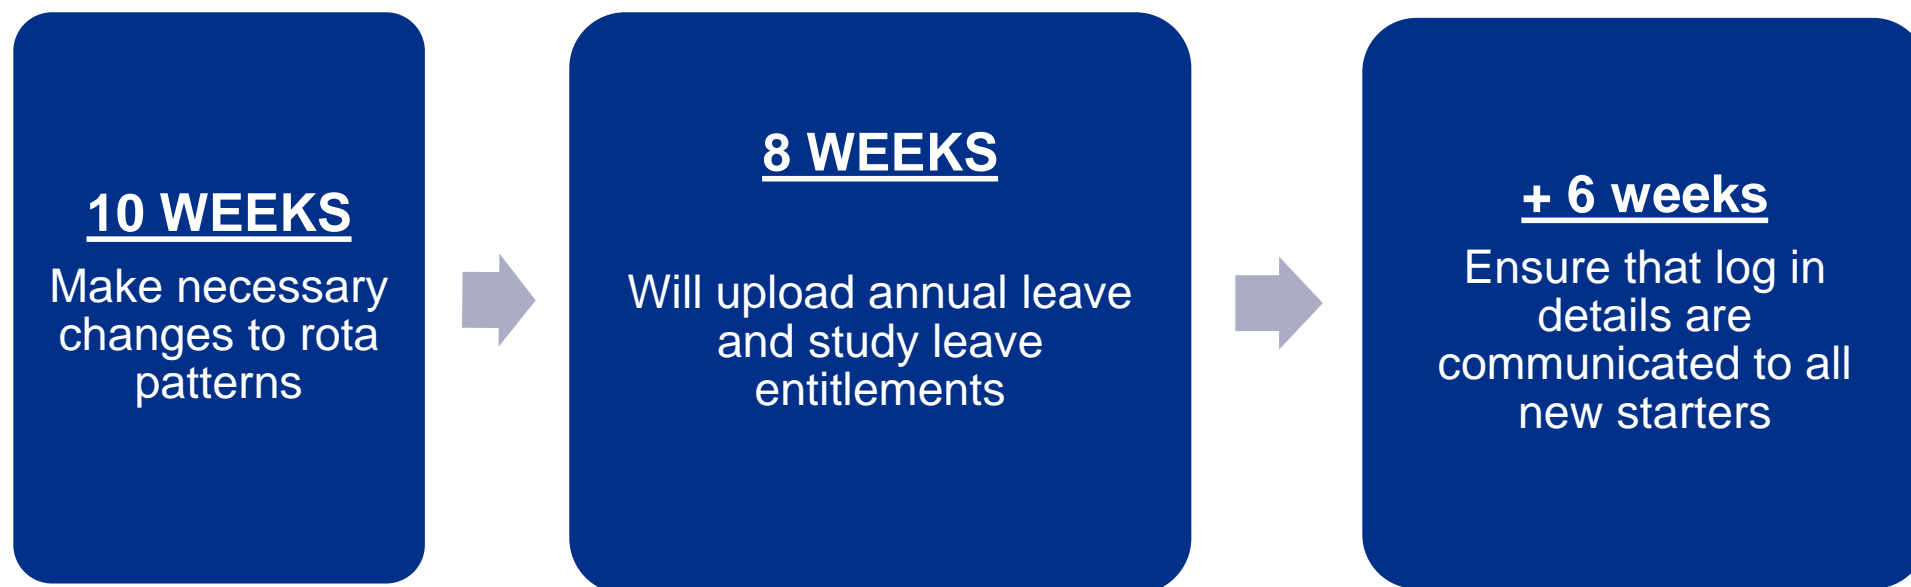 10 WEEKS
Make necessary
changes to rota
patterns
8 WEEKS
Will upload annual leave
and study leave
entitlements
+ 6 weeks
Ensure that log in
details are
communicated to all
new starters